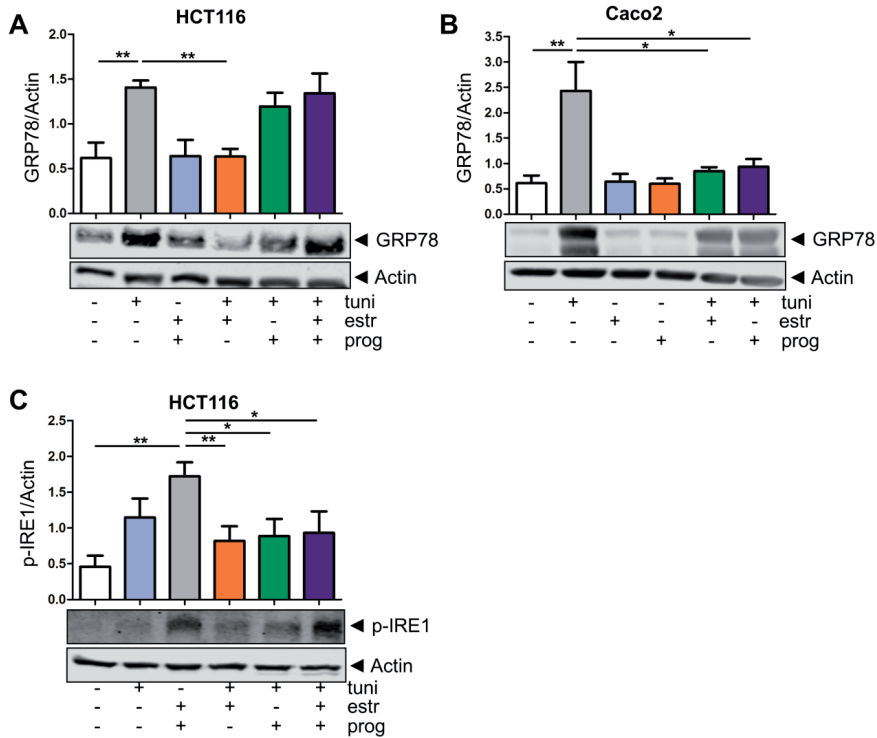 A
HCT116
GRP78/Actin
2.0
1.5
1.0
0.5
0.0
** **
GRP78
Actin
- + - + + + tuni
- - + + - + estr
- - + - + + prog
B
Caco2
GRP78/Actin
3.5
3.0
2.5
2.0
1.5
1.0
0.5
0.0
*
** *
GRP78
Actin
- + - - + + tuni
- - + - + - estr
- - - + - + prog
C
HCT116
p-IRE1/Actin
2.5
2.0
1.5
1.0
0.5
0.0
*
*
** **
p-IRE1
Actin
- + - + + + tuni
- - + + - + estr
- - + - + + prog